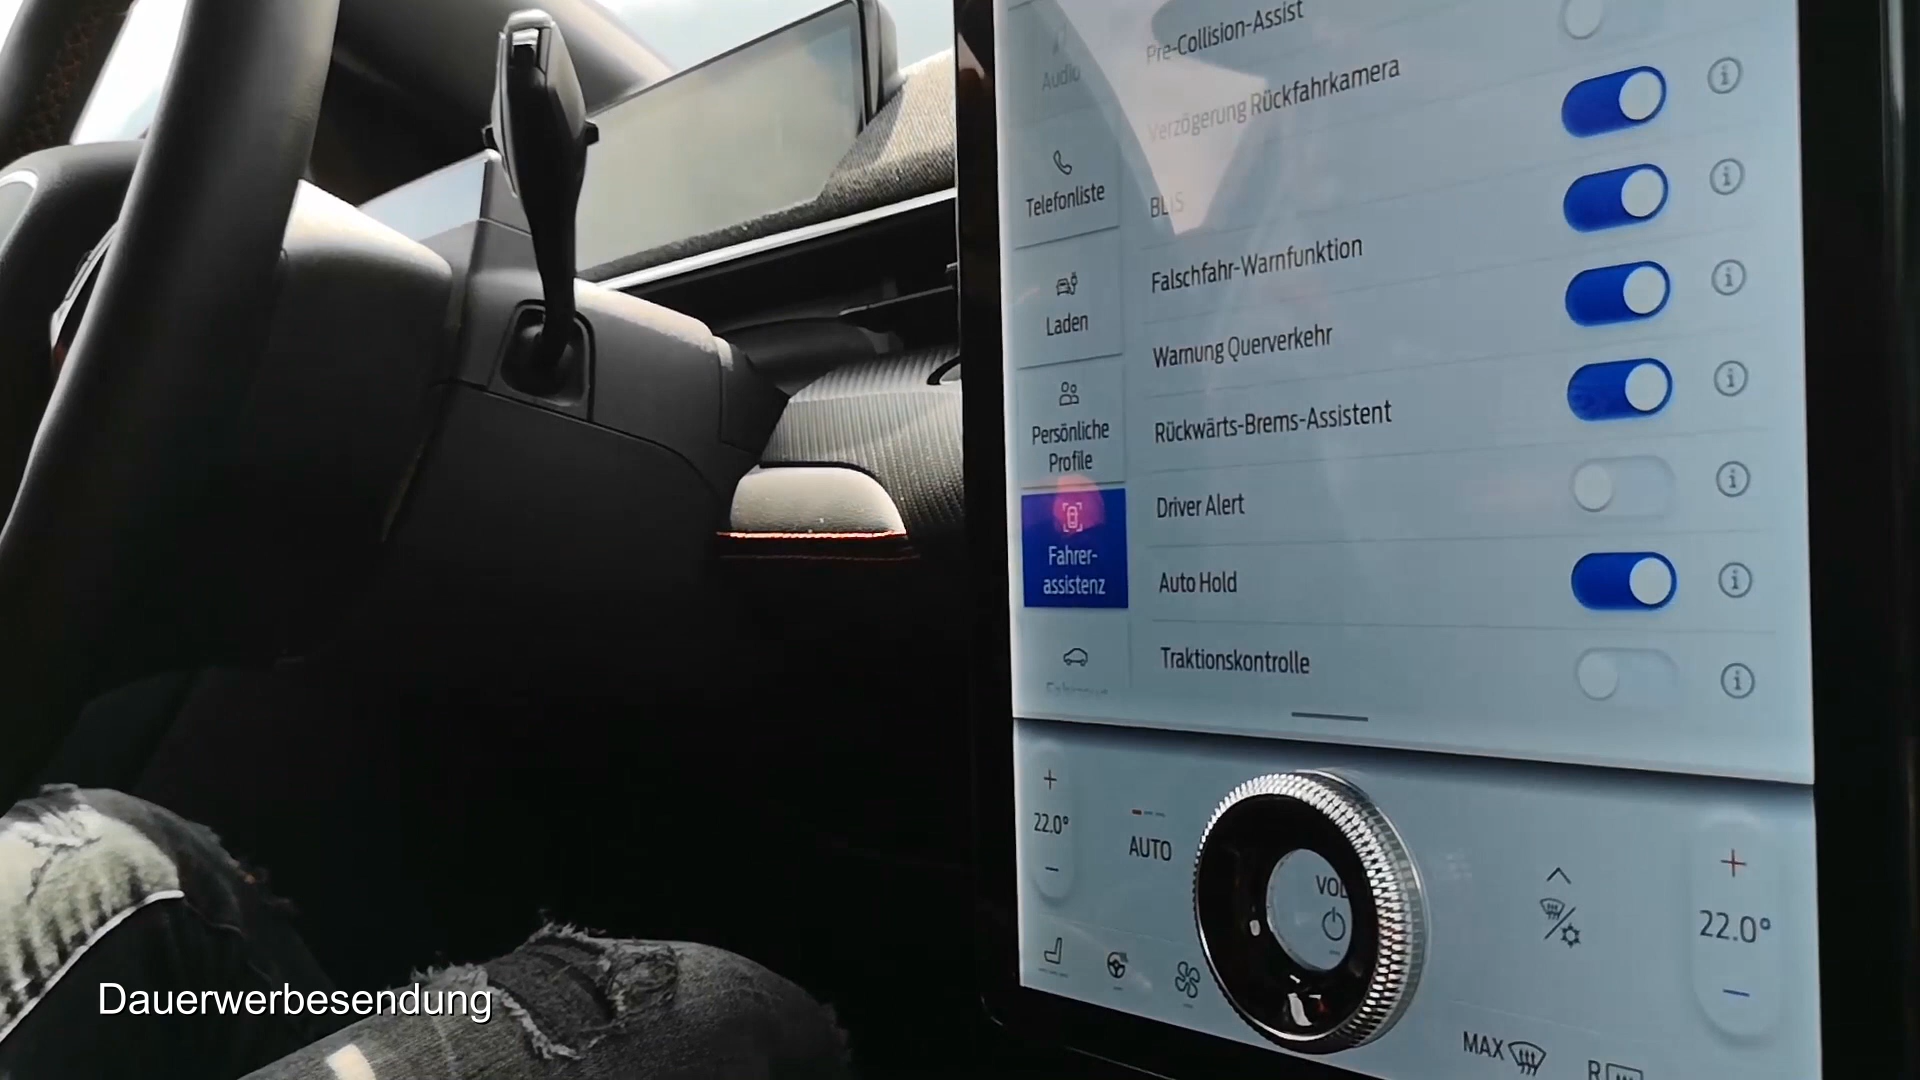 Pre-Collision-Assist
Audio
Verzögerung Rückfahrkamera
Telefonliste
BLIS
Falschfahr-Warnfunktion
Laden
Warnung Querverkehr
Persönliche
Profile
Rückwärts-Brems-Assistent
Driver Alert
Fahrer-
assistenz
Auto Hold
Traktionskontrolle
22.0°
AUTO
VOL
22.0°
MAX
R
Dauerwerbesendung